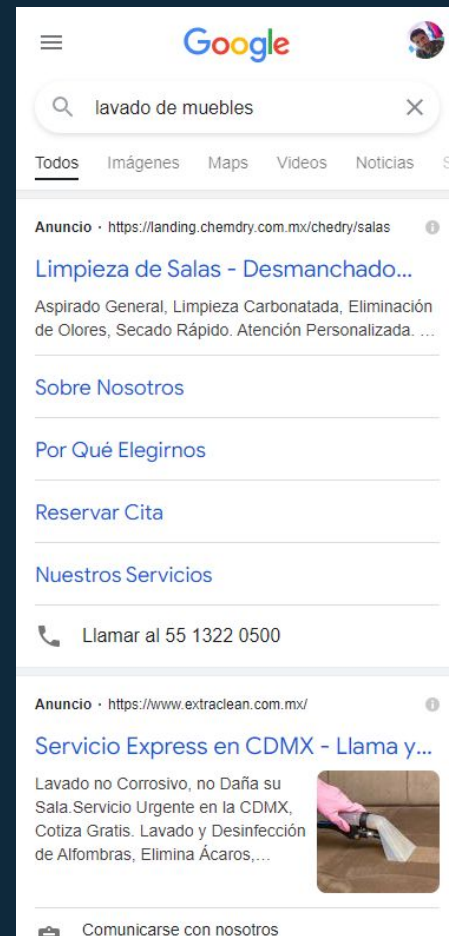 Google
lavado de muebles
Todos Imágenes Maps Videos Noticias S
Anuncio · https://landing.chemdry.com.mx/chedry/salas
Limpieza de Salas - Desmanchado...
Aspirado General, Limpieza Carbonatada, Eliminación
de Olores, Secado Rápido. Atención Personalizada. ...
Sobre Nosotros
Por Qué Elegirnos
Reservar Cita
Nuestros Servicios
Llamar al 55 1322 0500
Anuncio · https://www.extraclean.com.mx/
Servicio Express en CDMX - Llama y...
Lavado no Corrosivo, no Daña su
Sala.Servicio Urgente en la CDMX,
Cotiza Gratis. Lavado y Desinfección
de Alfombras, Elimina Ácaros,...
Comunicarse con nosotros